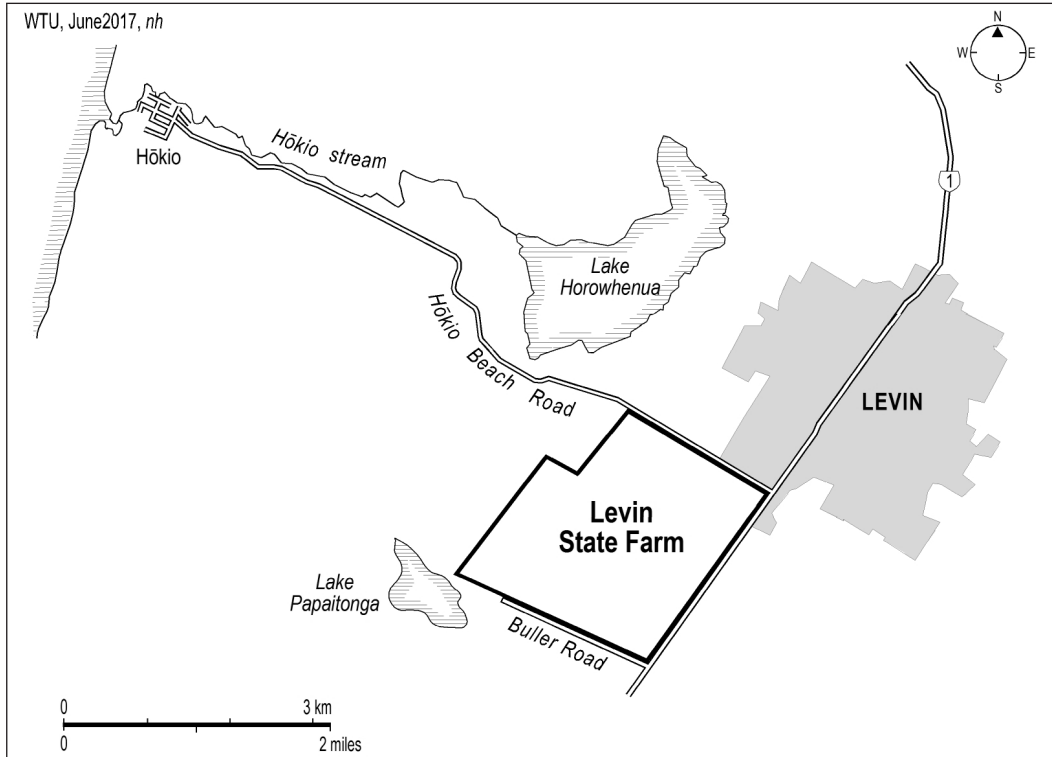 WTU, June2017, nh
N
W
E
S
Hōkio
Hōkio stream
1
Lake
Horowhenua
Hōkio Beach Road
LEVIN
Levin
State Farm
Lake
Papaitonga
Buller Road
0
3 km
0
2 miles